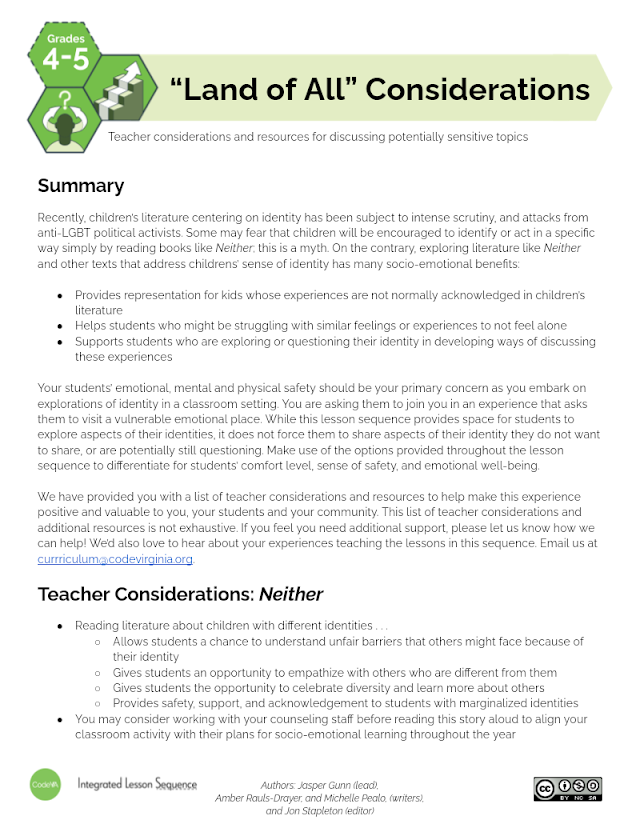 Grades
4-5
“Land of All” Considerations
Teacher considerations and resources for discussing potentially sensitive topics
Summary
Recently, children’s literature centering on identity has been subject to intense scrutiny, and attacks from
anti-LGBT political activists. Some may fear that children will be encouraged to identify or act in a specific
way simply by reading books like Neither; this is a myth. On the contrary, exploring literature like Neither
and other texts that address childrens’ sense of identity has many socio-emotional benefits:
● Provides representation for kids whose experiences are not normally acknowledged in children’s
literature
● Helps students who might be struggling with similar feelings or experiences to not feel alone
● Supports students who are exploring or questioning their identity in developing ways of discussing
these experiences
Your students’ emotional, mental and physical safety should be your primary concern as you embark on
explorations of identity in a classroom setting. You are asking them to join you in an experience that asks
them to visit a vulnerable emotional place. While this lesson sequence provides space for students to
explore aspects of their identities, it does not force them to share aspects of their identity they do not want
to share, or are potentially still questioning. Make use of the options provided throughout the lesson
sequence to differentiate for students’ comfort level, sense of safety, and emotional well-being.
We have provided you with a list of teacher considerations and resources to help make this experience
positive and valuable to you, your students and your community. This list of teacher considerations and
additional resources is not exhaustive. If you feel you need additional support, please let us know how we
can help! We’d also love to hear about your experiences teaching the lessons in this sequence. Email us at
currriculum@codevirginia.org.
Teacher Considerations: Neither
● Reading literature about children with different identities . . .
○ Allows students a chance to understand unfair barriers that others might face because of
their identity
○ Gives students an opportunity to empathize with others who are different from them
○ Gives students the opportunity to celebrate diversity and learn more about others
○ Provides safety, support, and acknowledgement to students with marginalized identities
● You may consider working with your counseling staff before reading this story aloud to align your
classroom activity with their plans for socio-emotional learning throughout the year
CodeVA
Integrated Lesson Sequence
Authors: Jasper Gunn (lead),
Amber Rauls-Drayer, and Michelle Pealo, (writers),
and Jon Stapleton (editor)
cc
BY NC SA